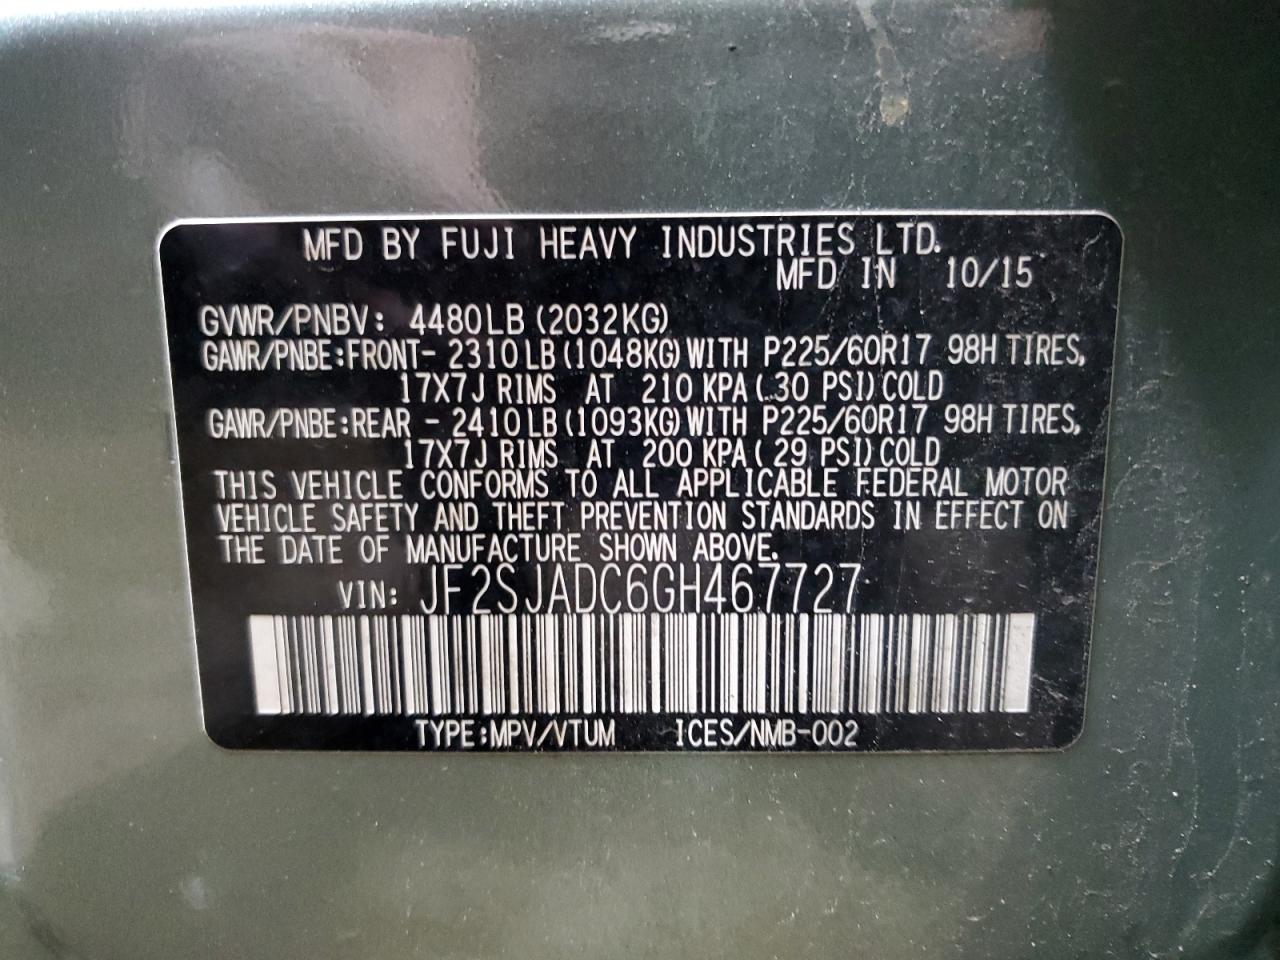 MFD BY FUJI HEAVY INDUSTRIES LTD.
MFD IN 10/15
GVWR/PNBV: 4480LB (2032KG)
GAWR/PNBE:FRONT- 2310LB (1048KG)WITH P225/60R17 98H TIRES,
17X7J RIMS AT 210 KPA ( 30 PSI)COLD
GAWR/PNBE:REAR - 2410LB (1093KG)WITH P225/60R17 98H TIRES,
17X7J RIMS AT 200 KPA ( 29 PSI)COLD
THIS VEHICLE CONFORMS TO ALL APPLICABLE FEDERAL MOTOR
VEHICLE SAFETY AND THEFT PREVENTION STANDARDS IN EFFECT ON
THE DATE OF MANUFACTURE SHOWN ABOVE.
VIN: JF2SJADC6GH467727
TYPE:MPV/VTUM ICES/NMB-002